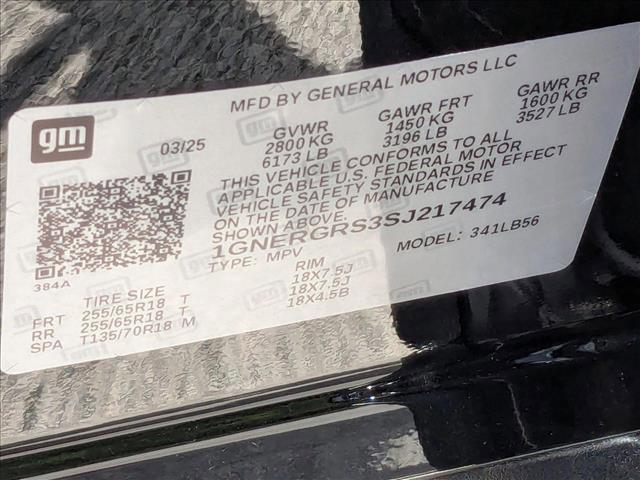 MFD BY GENERAL MOTORS LLC
gm
03/25
GVWR
2800 KG
6173 LB
GAWR FRT
1450 KG
3196 LB
GAWR RR
1600 KG
3527 LB
THIS VEHICLE CONFORMS TO ALL
APPLICABLE U.S. FEDERAL MOTOR
VEHICLE SAFETY STANDARDS IN EFFECT
ON THE DATE OF MANUFACTURE
SHOWN ABOVE.
1GNERGRS3SJ217474
TYPE: MPV
MODEL: 341LB56
384A
TIRE SIZE
RIM
FRT 255/65R18 T 18X7.5J
RR 255/65R18 T 18X7.5J
SPA T135/70R18 M 18X4.5B